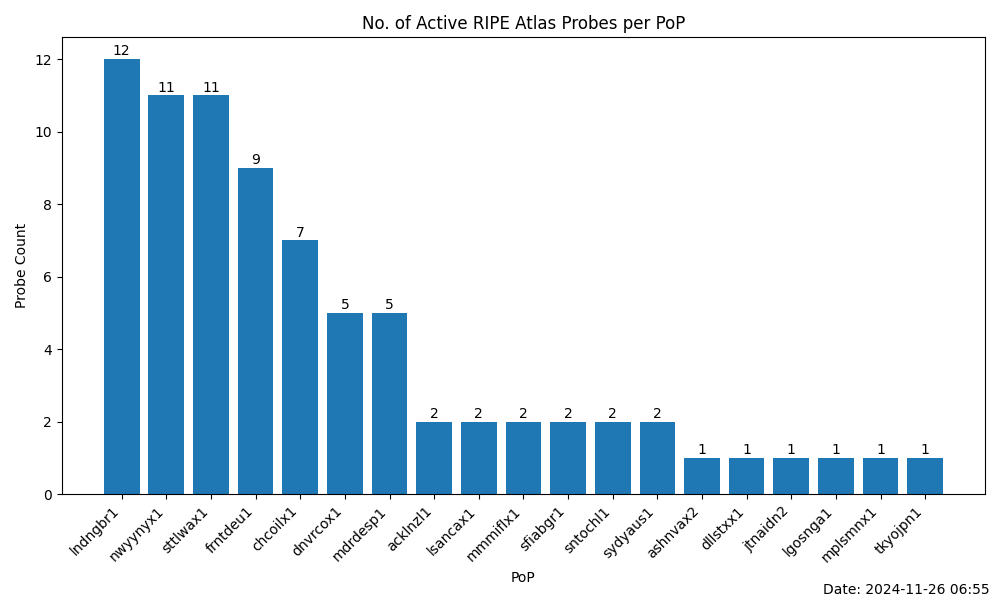 No. of Active RIPE Atlas Probes per PoP
12
11
11
9
7
5
5
2
2
2
2
2
2
1
1
1
1
1
1
12
10
8
6
4
2
0
Probe Count
lndngbr1
nwyynyx1
sttlwax1
frntdeu1
chcoilx1
dnvrcox1
mdrdesp1
acklnzl1
lsancax1
mmmiflx1
sfiabgr1
sntochl1
sydyaus1
ashnvax2
dllstxx1
jtnaidn2
lgosnga1
mplsmnx1
tkyojpn1
PoP
Date: 2024-11-26 06:55